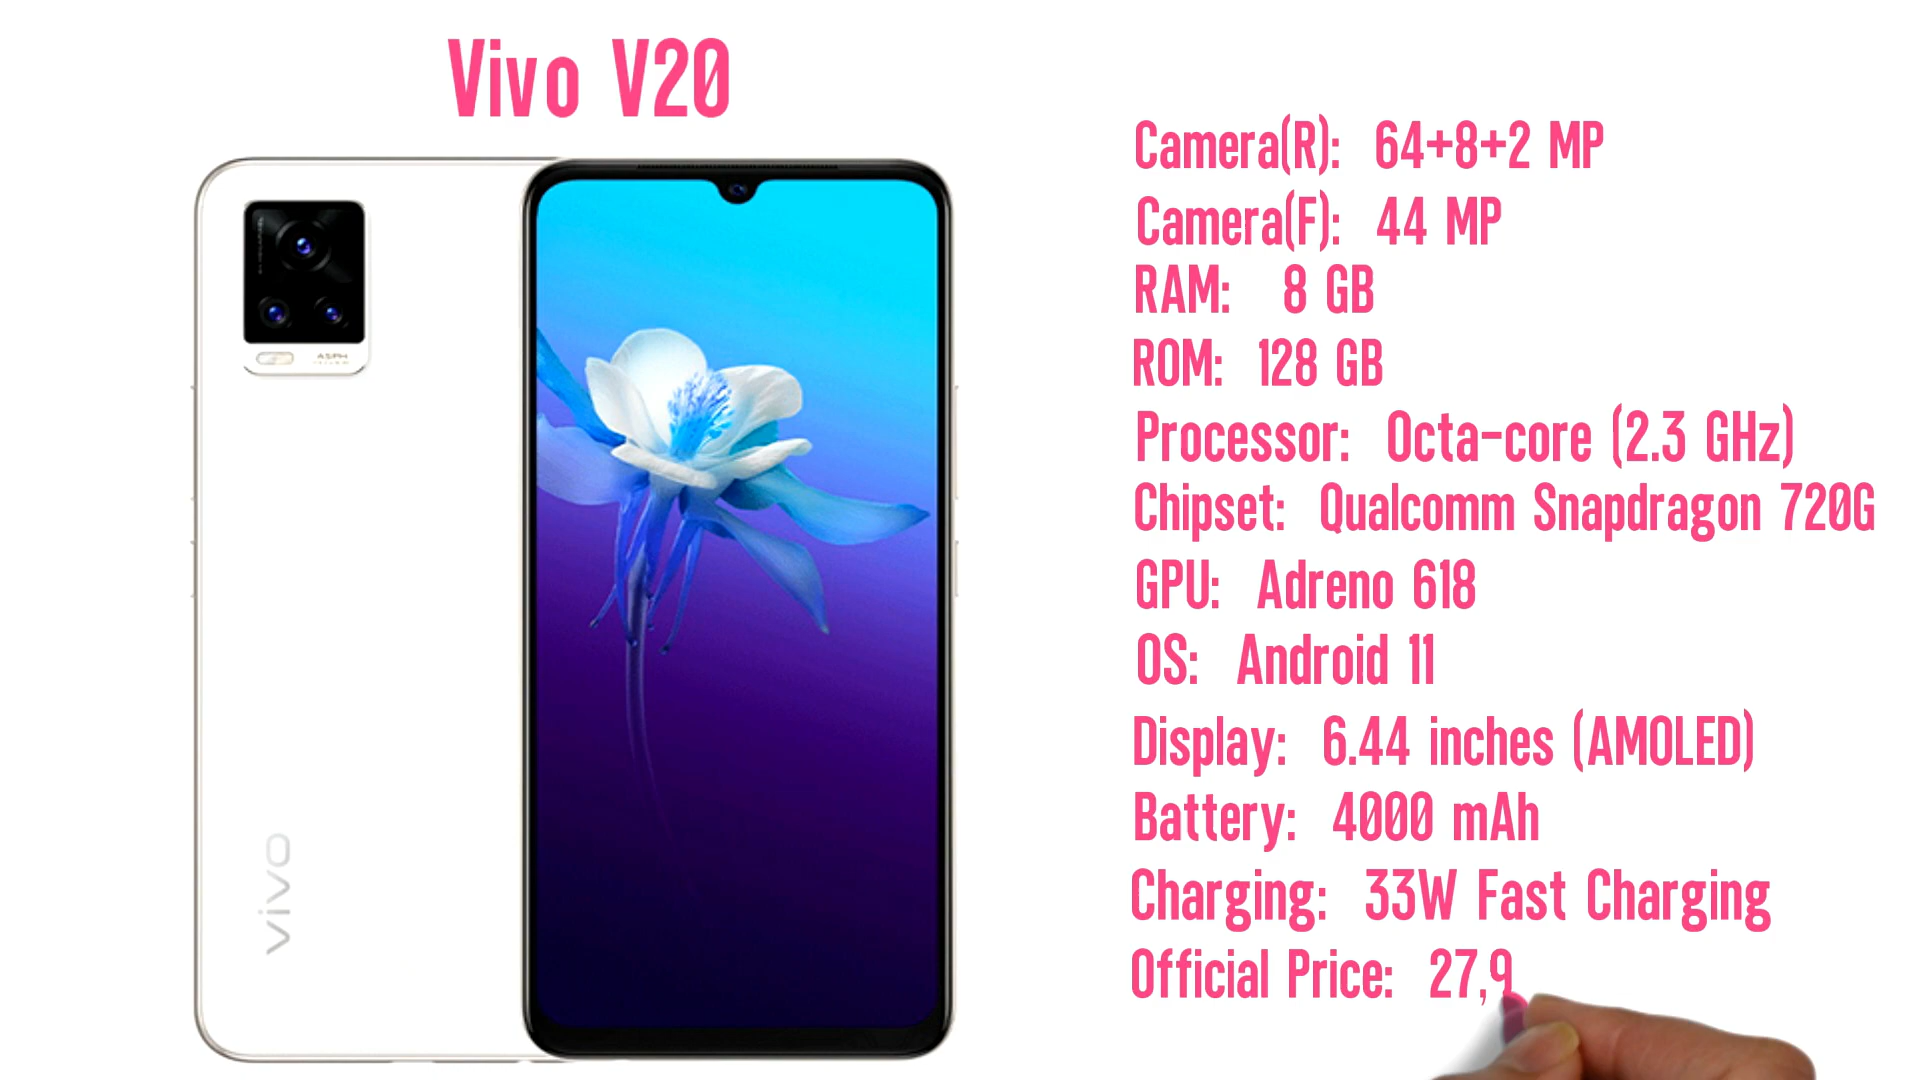 Vivo V20
Camera(R): 64+8+2 MP
Camera(F): 44 MP
RAM: 8 GB
ROM: 128 GB
Processor: Octa-core (2.3 GHz)
Chipset: Qualcomm Snapdragon 720G
GPU: Adreno 618
OS: Android 11
Display: 6.44 inches (AMOLED)
Battery: 4000 mAh
Charging: 33W Fast Charging
Official Price: 27,9
ASPH
vivo